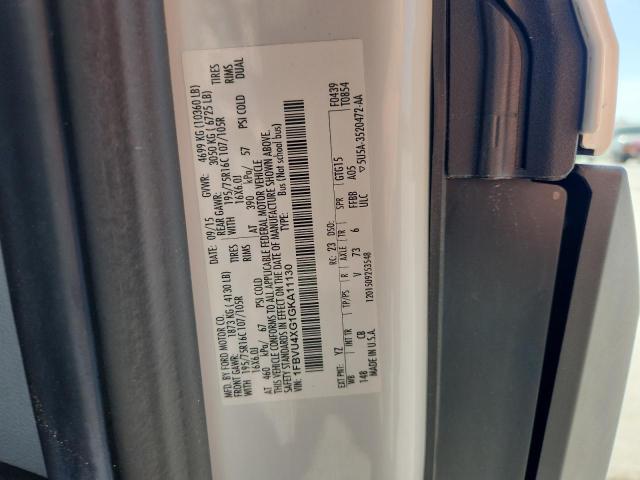 MFD. BY FORD MOTOR CO. DATE: 09/15 GVWR: 4699 KG (10360 LB)
FRONT GAWR: 1873 KG ( 4130 LB) REAR GAWR: 3050 KG ( 6725 LB)
WITH 195/75R16C 107/105R TIRES WITH 195/75R16C 107/105R TIRES
16X6.0J RIMS 16X6.0J RIMS
AT 460 kPa/ 67 PSI COLD AT 390 kPa/ 57 PSI COLD DUAL
THIS VEHICLE CONFORMS TO ALL APPLICABLE FEDERAL MOTOR VEHICLE
SAFETY STANDARDS IN EFFECT ON THE DATE OF MANUFACTURE SHOWN ABOVE.
VIN: 1FBVU4XG1GKA11130 TYPE: Bus (Not school bus)
F0439
T0854
EXT PNT: YZ RC: 23 DSO:
WB INT TR TP/PS R AXLE TR SPR GTG15
148 CB V 73 6 FFBB A05
ULC
MADE IN U.S.A. 1201509253548 ▽ 5U5A-3520472-AA